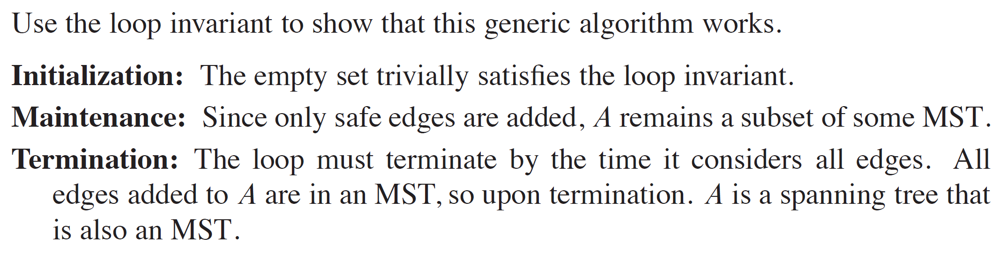 Use the loop invariant to show that this generic algorithm works.
Initialization: The empty set trivially satisfies the loop invariant.
Maintenance: Since only safe edges are added, A remains a subset of some MST.
Termination: The loop must terminate by the time it considers all edges. All
edges added to A are in an MST, so upon termination. A is a spanning tree that
is also an MST.